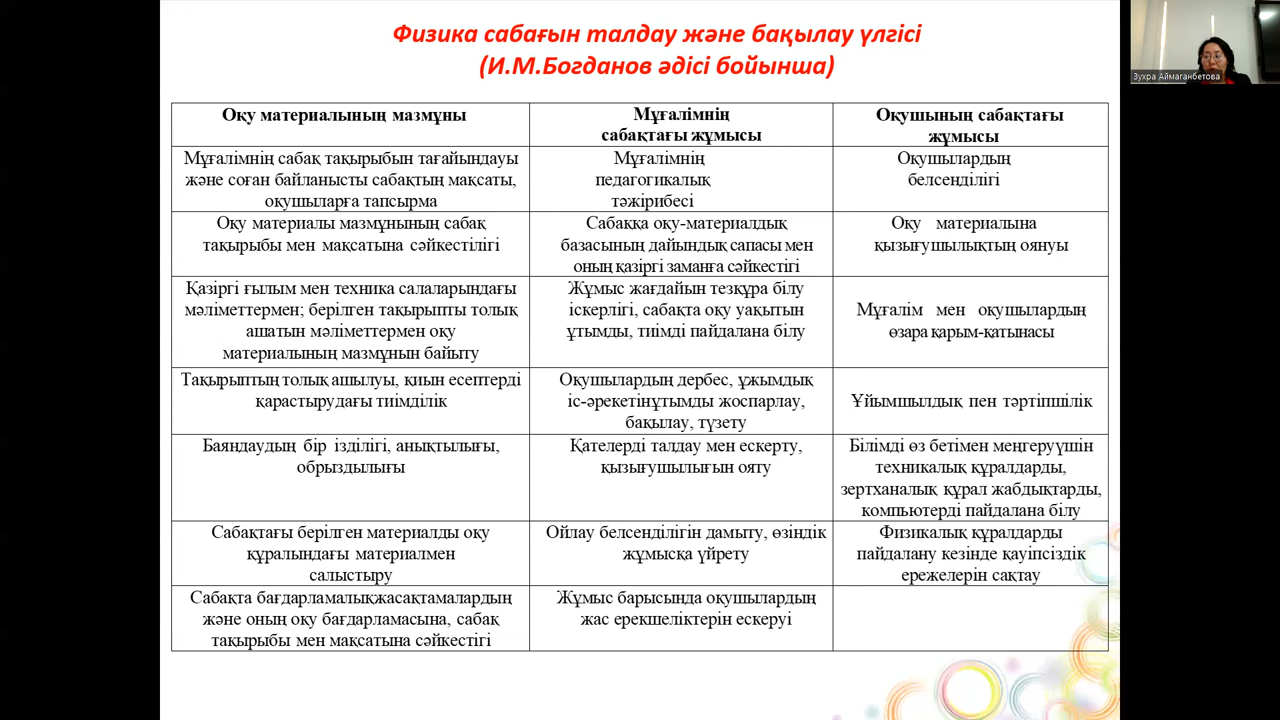 Физика сабағын талдау және бақылау үлгісі
(И.М.Богданов әдісі бойынша)
Зухра Аймаганбетова
Оқу материалының мазмұны
Мұғалімнің
сабақтағы жұмысы
Оқушының сабақтағы
жұмысы
Мұғалімнің сабақ тақырыбын тағайындауы
және соған байланысты сабақтың мақсаты,
оқушыларға тапсырма
Мұғалімнің
педагогикалық
тәжірибесі
Оқушылардың
белсенділігі
Оқу материалы мазмұнының сабақ
тақырыбы мен мақсатына сәйкестілігі
Сабаққа оқу-материалдық
базасының дайындық сапасы мен
оның қазіргі заманға сәйкестігі
Оқу материалына
қызығушылықтың оянуы
Қазіргі ғылым мен техника салаларындағы
мәліметтермен; берілген тақырыпты толық
ашатын мәліметтермен оқу
материалының мазмұнын байыту
Жұмыс жағдайын тезқұра білу
іскерлігі, сабақта оқу уақытын
ұтымды, тиімді пайдалана білу
Мұғалім мен оқушылардың
өзара қарым-қатынасы
Тақырыптың толық ашылуы, қиын есептерді
қарастырудағы тиімділік
Оқушылардың дербес, ұжымдық
іс-әрекетінұтымды жоспарлау,
бақылау, түзету
Ұйымшылдық пен тәртіпшілік
Баяндаудың бір ізділігі, анықтылығы,
обрыздылығы
Қателерді талдау мен ескерту,
қызығушылығын ояту
Білімді өз бетімен меңгеруүшін
техникалық құралдарды,
зертханалық құрал жабдықтарды,
компьютерді пайдалана білу
Сабақтағы берілген материалды оқу
құралындағы материалмен
салыстыру
Ойлау белсенділігін дамыту, өзіндік
жұмысқа үйрету
Физикалық құралдарды
пайдалану кезінде қауіпсіздік
ережелерін сақтау
Сабақта бағдарламалықжасақтамалардың
және оның оқу бағдарламасына, сабақ
тақырыбы мен мақсатына сәйкестігі
Жұмыс барысында оқушылардың
жас ерекшеліктерін ескеруі